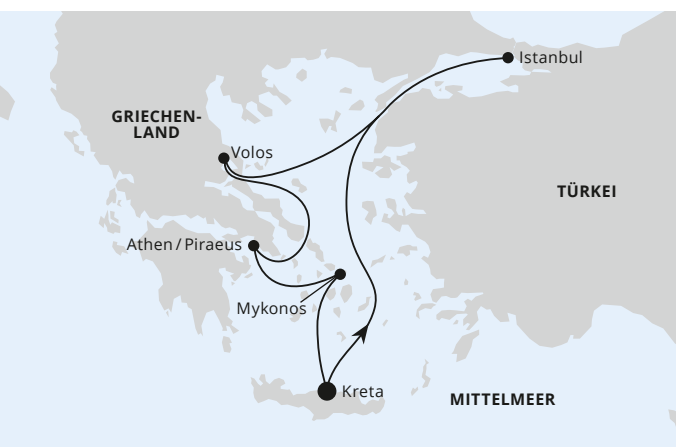 Istanbul
GRIECHEN-
LAND
Volos
TÜRKEI
Athen / Piraeus
Mykonos
Kreta
MITTELMEER